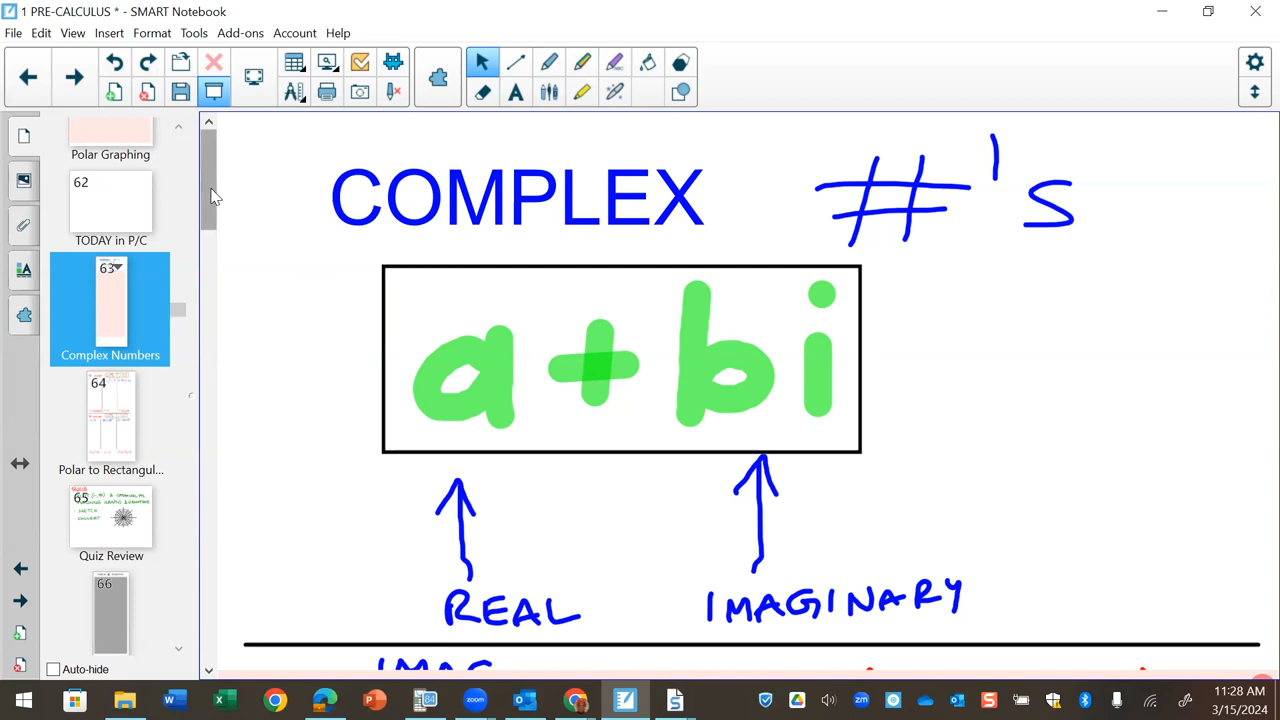 1 PRE-CALCULUS * - SMART Notebook
File Edit View Insert Format Tools Add-ons Account Help
Polar Graphing
62
TODAY in P/C
63
Complex Numbers
64
Polar to Rectangul...
65
Quiz Review
66
Auto-hide
COMPLEX #'s
a+bi
REAL IMAGINARY
IMAG
11:28 AM
3/15/2024